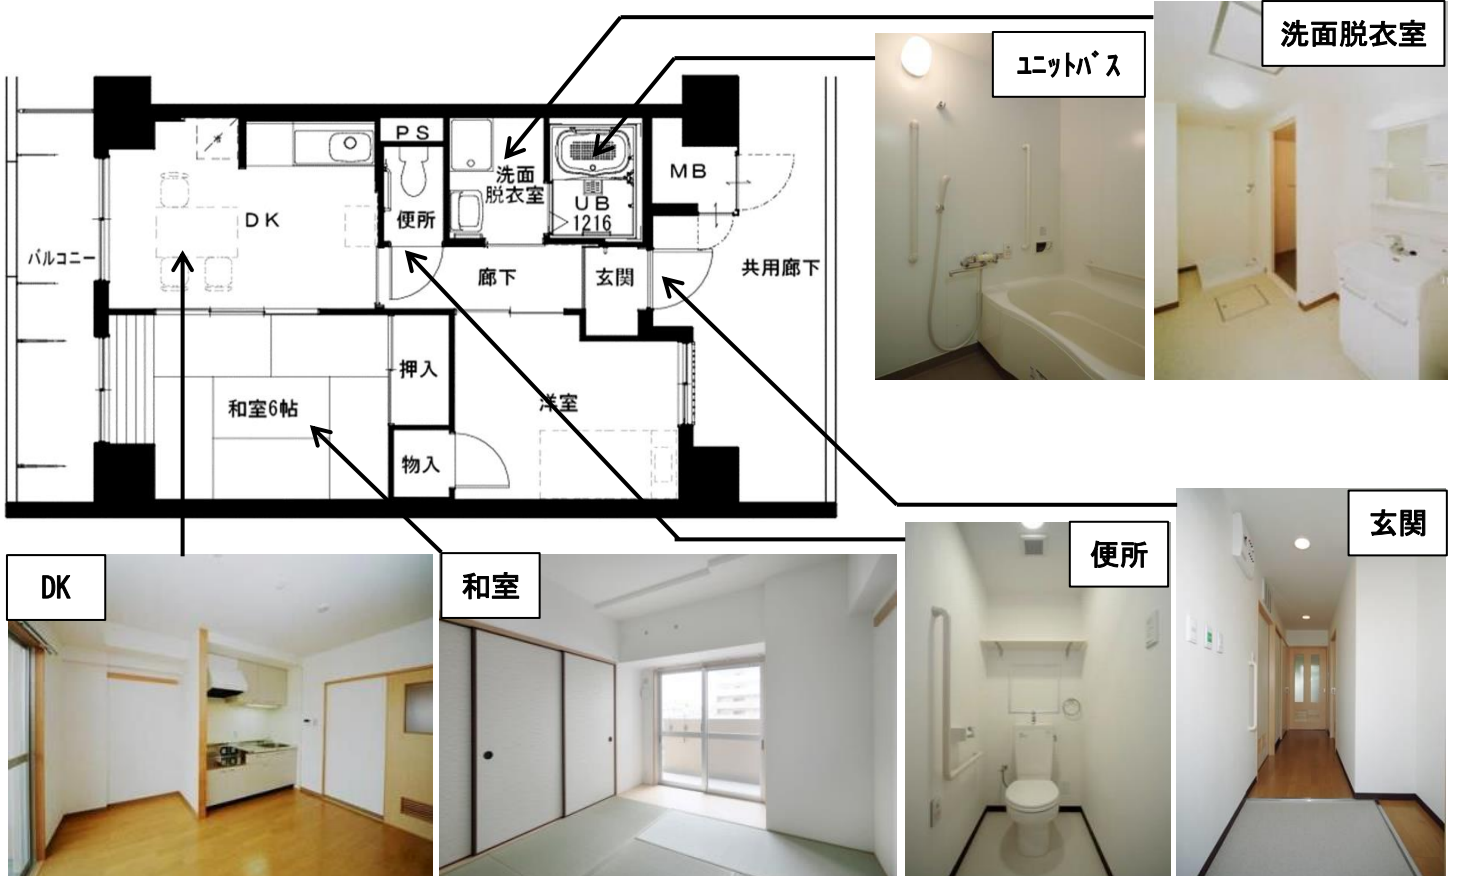 洗面脱衣室
ﾕﾆｯﾄﾊﾞｽ
PS
洗面
脱衣室
MB
UB
1216
便所
DK
バルコニー
廊下
玄関
共用廊下
押入
和室6帖
洋室
物入
玄関
便所
和室
DK